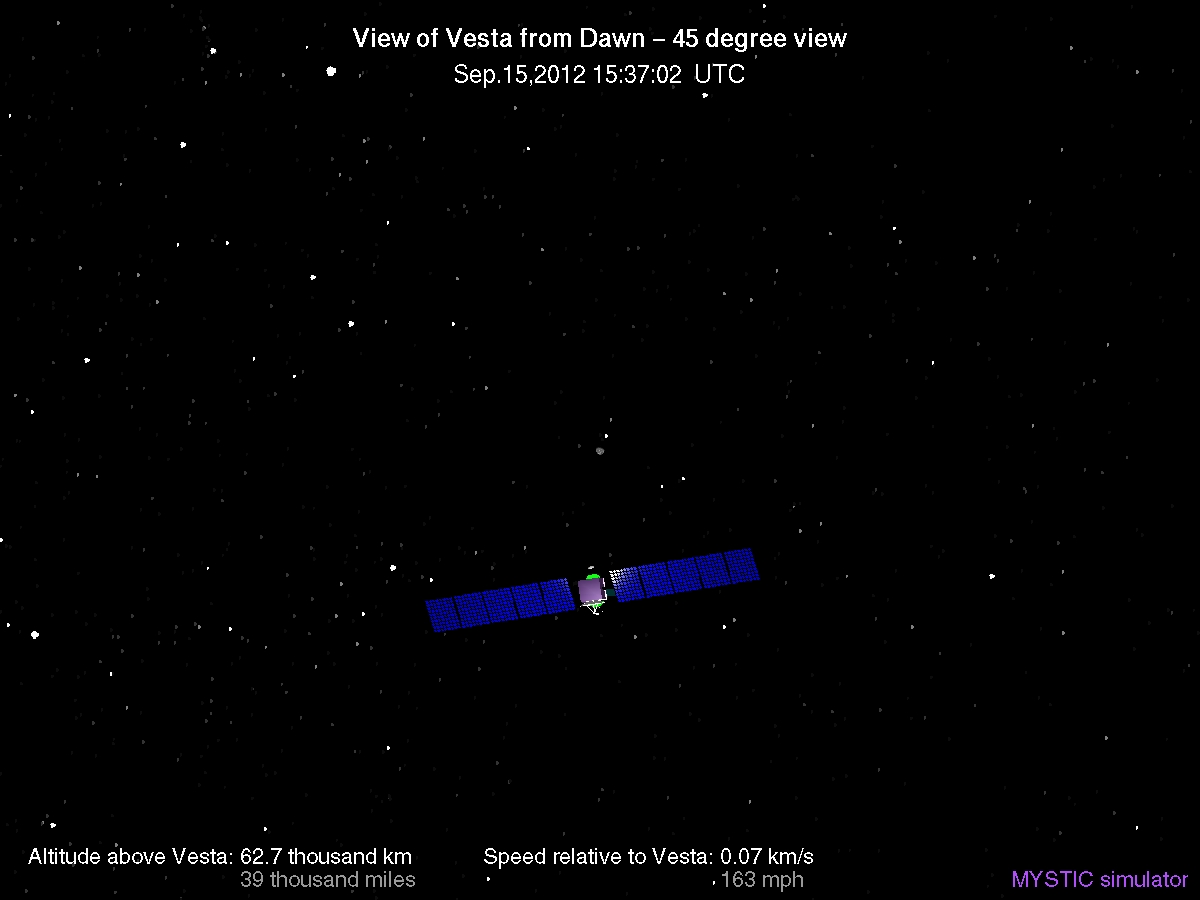 View of Vesta from Dawn – 45 degree view
Sep.15,2012 15:37:02 UTC
Altitude above Vesta: 62.7 thousand km
39 thousand miles
Speed relative to Vesta: 0.07 km/s
163 mph
MYSTIC simulator